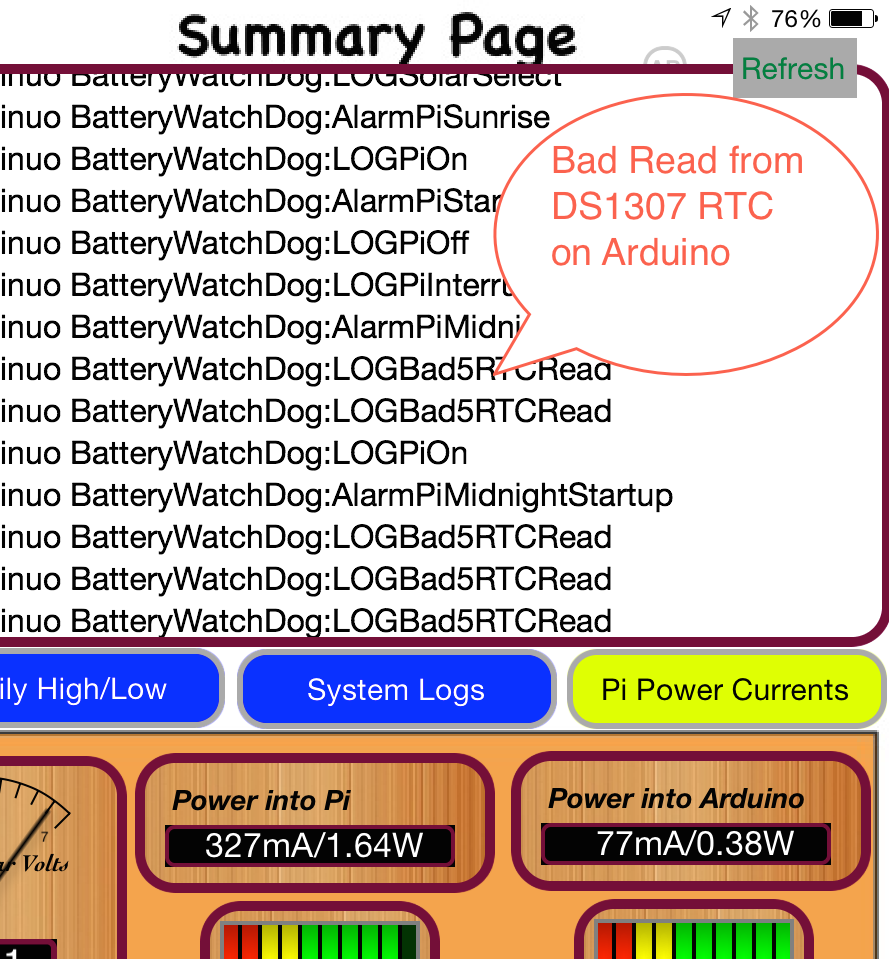 76%
Summary Page
Refresh
inuo BatteryWatchDog:LOGSolarSelect
inuo BatteryWatchDog:AlarmPiSunrise
inuo BatteryWatchDog:LOGPiOn
inuo BatteryWatchDog:AlarmPiStar
inuo BatteryWatchDog:LOGPiOff
inuo BatteryWatchDog:LOGPiInterru
inuo BatteryWatchDog:AlarmPiMidni
inuo BatteryWatchDog:LOGBad5RTCRead
inuo BatteryWatchDog:LOGBad5RTCRead
inuo BatteryWatchDog:LOGPiOn
inuo BatteryWatchDog:AlarmPiMidnightStartup
inuo BatteryWatchDog:LOGBad5RTCRead
inuo BatteryWatchDog:LOGBad5RTCRead
inuo BatteryWatchDog:LOGBad5RTCRead
Bad Read from
DS1307 RTC
on Arduino
ily High/Low
System Logs
Pi Power Currents
7
ar Volts
Power into Pi
327mA/1.64W
Power into Arduino
77mA/0.38W